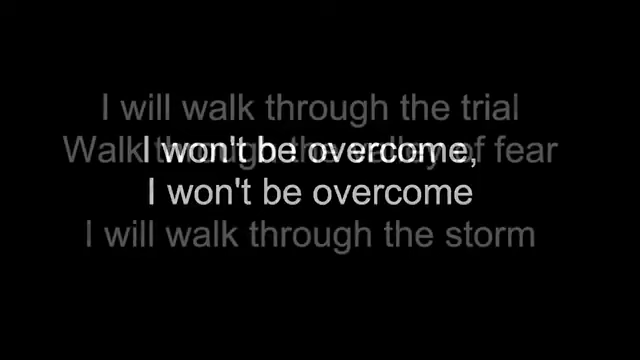 I will walk through the trial
Walk through the valley of fear
I won't be overcome,
I won't be overcome
I will walk through the storm